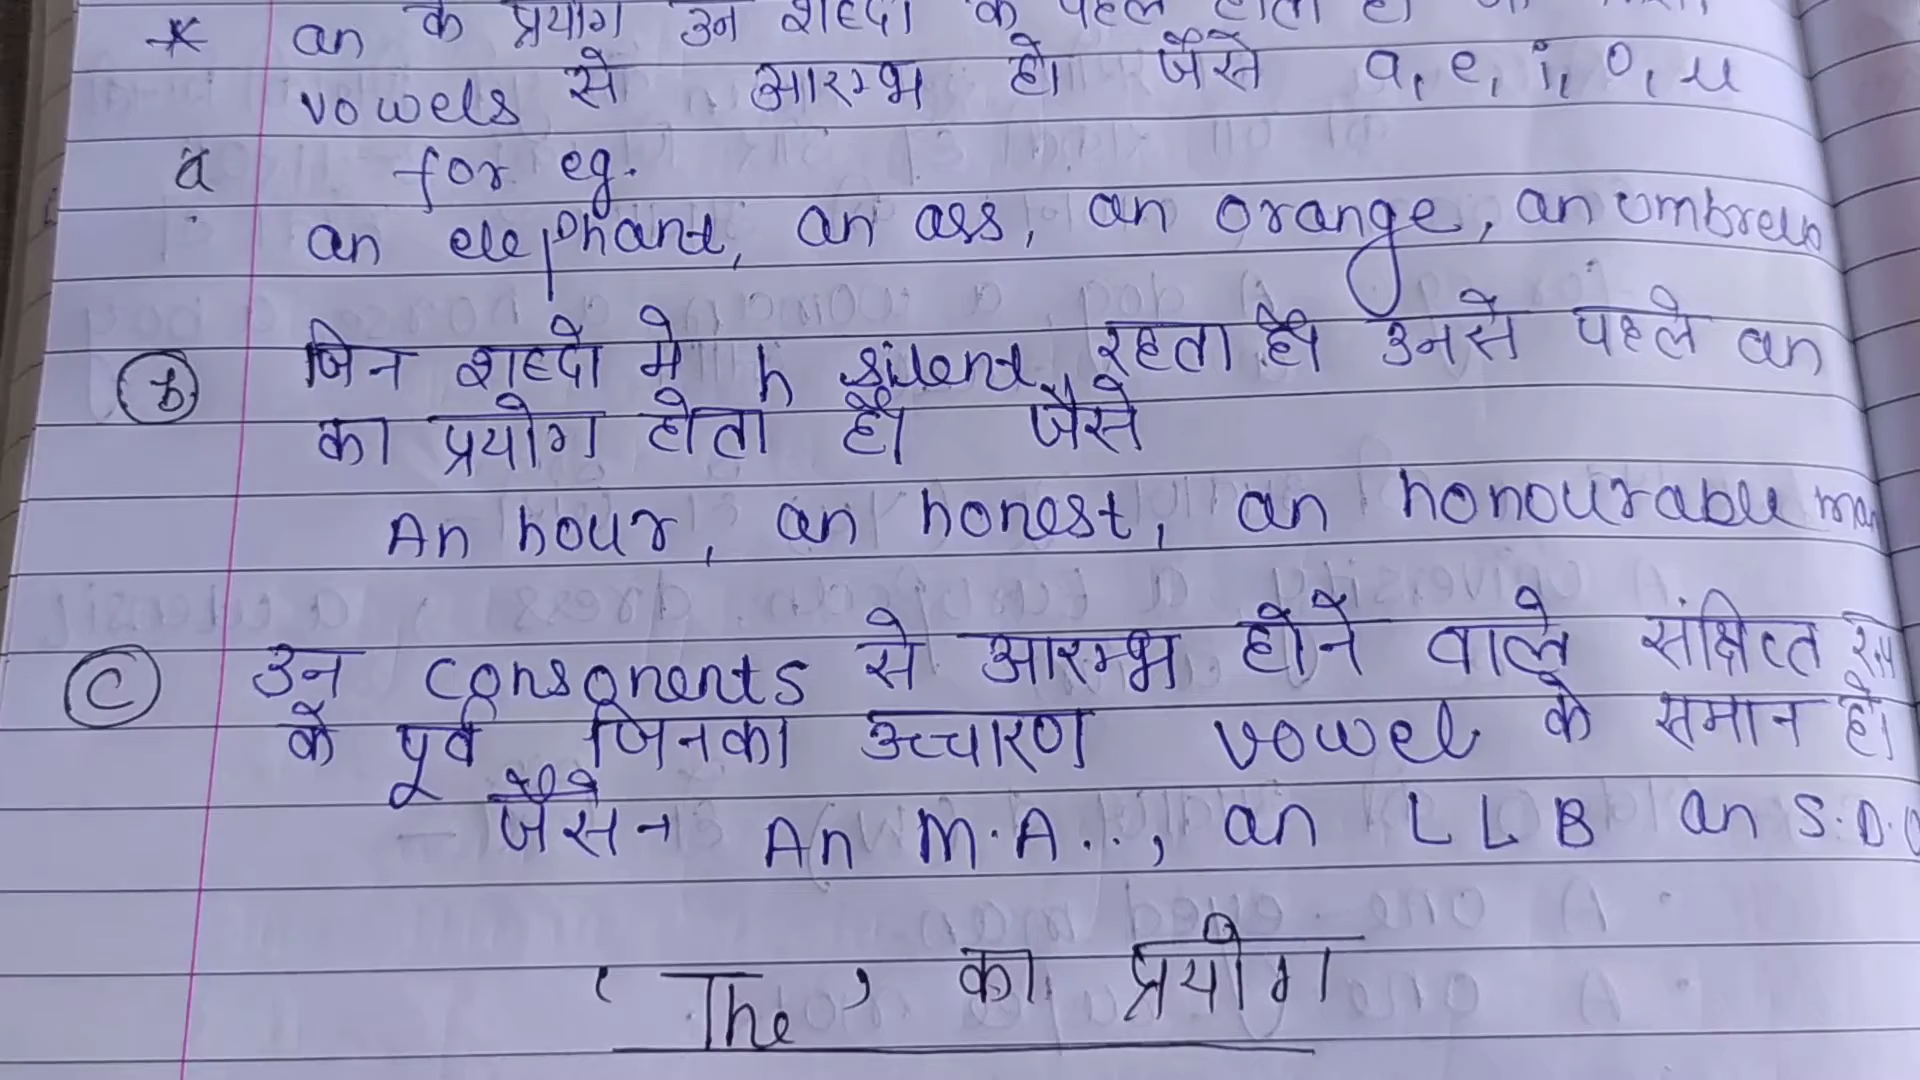 * an के प्रयोग उन शब्दो के पहले होता है
vowels से आरम्भ हो जैसे a, e, i, o, u
a for eg.
an elephant, an ass, an orange, an umbrella
(b) जिन शब्दो मे h silent रहता है। उनसे पहले an
का प्रयोग होता है। जैसे
An hour, an honest, an honourable man
(C) उन consonents से आरम्भ होने वाले संक्षिप्त
के पूर्व जिनका उच्चारण vowel के समान हो।
जैसे → An M.A.., an LLB an S.D.O
'The' का प्रयोग